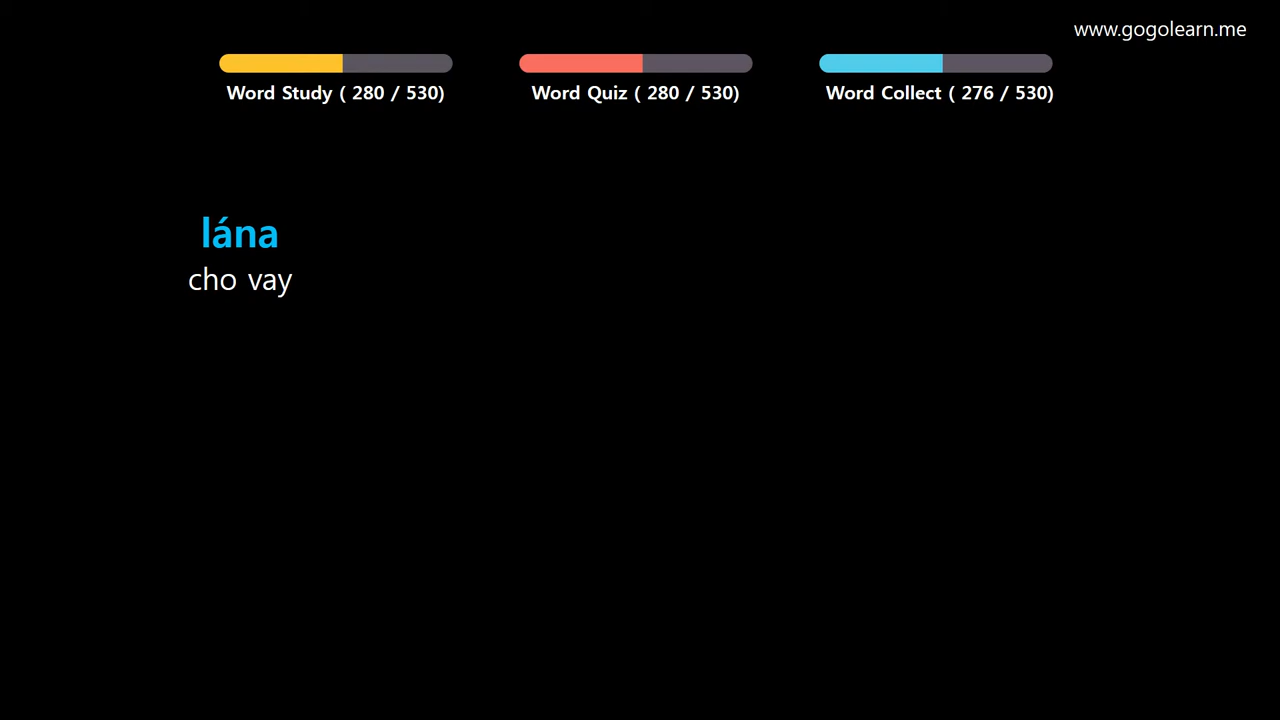 www.gogolearn.me
Word Study ( 280 / 530)
Word Quiz ( 280 / 530)
Word Collect ( 276 / 530)
lána
cho vay